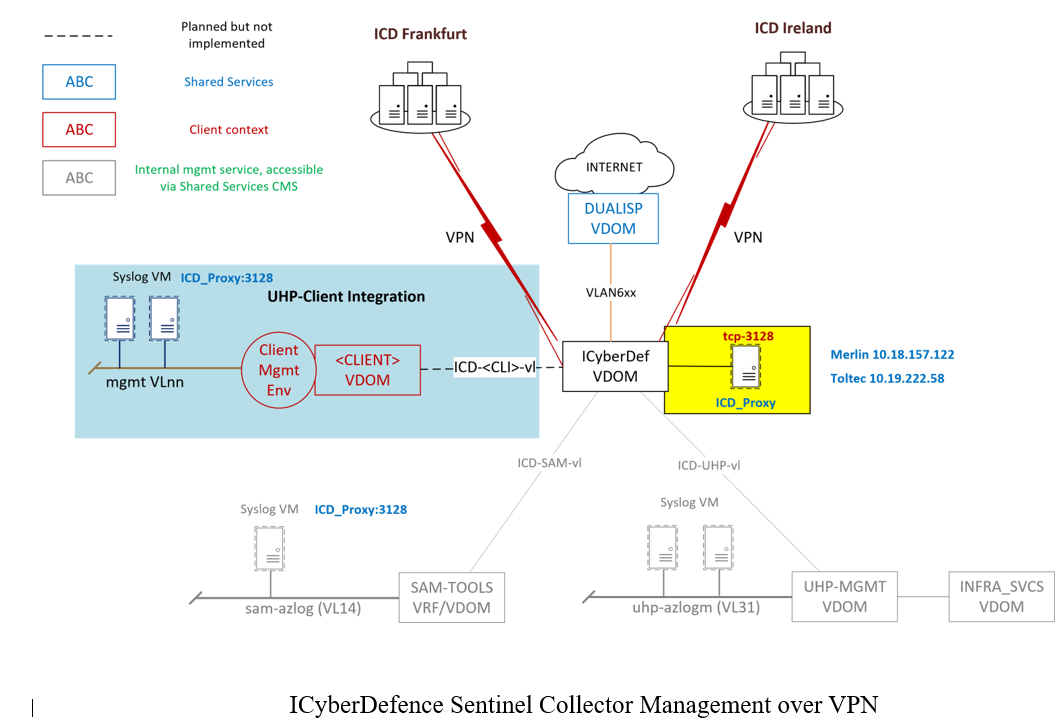 Planned but not
implemented
ABC
Shared Services
ABC
Client context
ABC
Internal mgmt service, accessible
via Shared Services CMS
ICD Frankfurt
ICD Ireland
INTERNET
DUALISP
VDOM
VPN
VPN
VLAN6xx
Syslog VM ICD_Proxy:3128
UHP-Client Integration
mgmt VLnn
Client
Mgmt
Env
<CLIENT>
VDOM
ICD-<CLI>-vl
ICyberDef
VDOM
tcp-3128
ICD_Proxy
Merlin 10.18.157.122
Toltec 10.19.222.58
ICD-SAM-vl
ICD-UHP-vl
Syslog VM ICD_Proxy:3128
sam-azlog (VL14)
SAM-TOOLS
VRF/VDOM
Syslog VM
uhp-azlogm (VL31)
UHP-MGMT
VDOM
INFRA_SVCS
VDOM
ICyberDefence Sentinel Collector Management over VPN